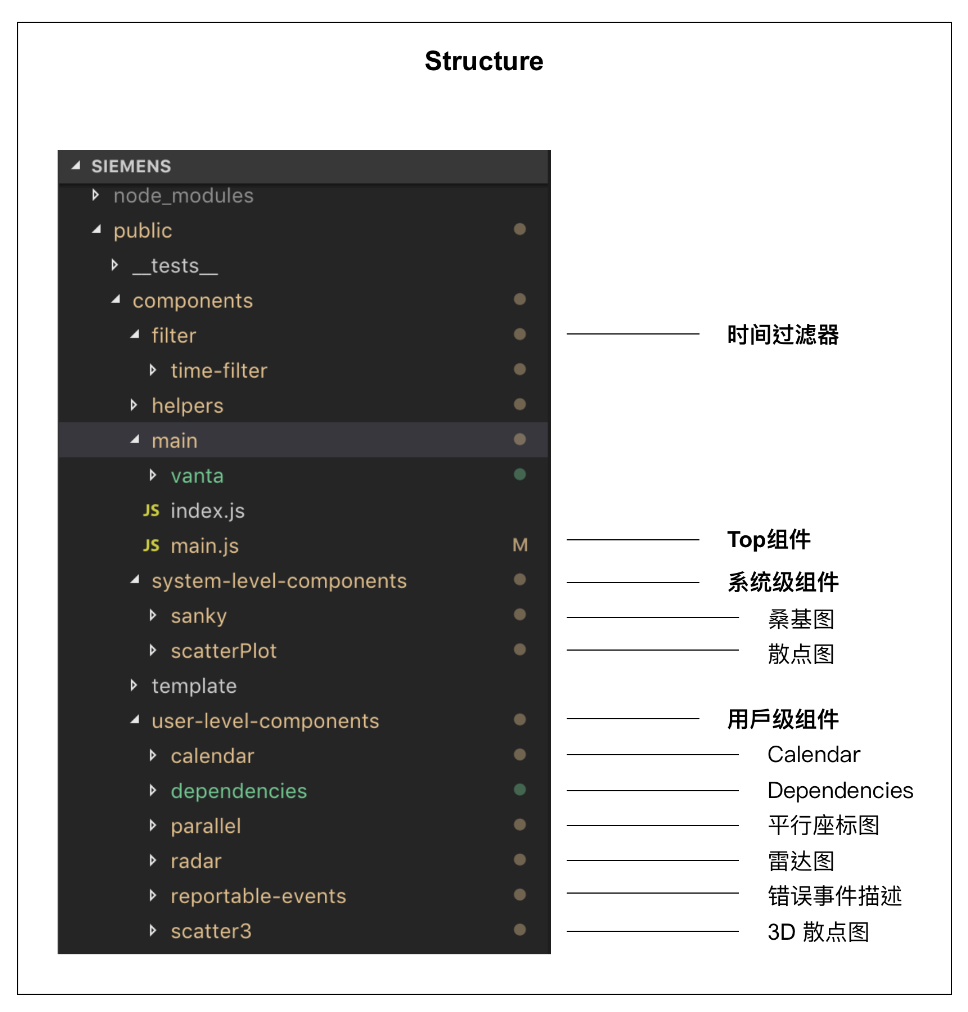 Structure
SIEMENS
node_modules
public
__tests__
components
filter 时间过滤器
time-filter
helpers
main
vanta
JS index.js
JS main.js M Top组件
system-level-components 系统级组件
sanky 桑基图
scatterPlot 散点图
template
user-level-components 用戶级组件
calendar Calendar
dependencies Dependencies
parallel 平行座标图
radar 雷达图
reportable-events 错误事件描述
scatter3 3D 散点图